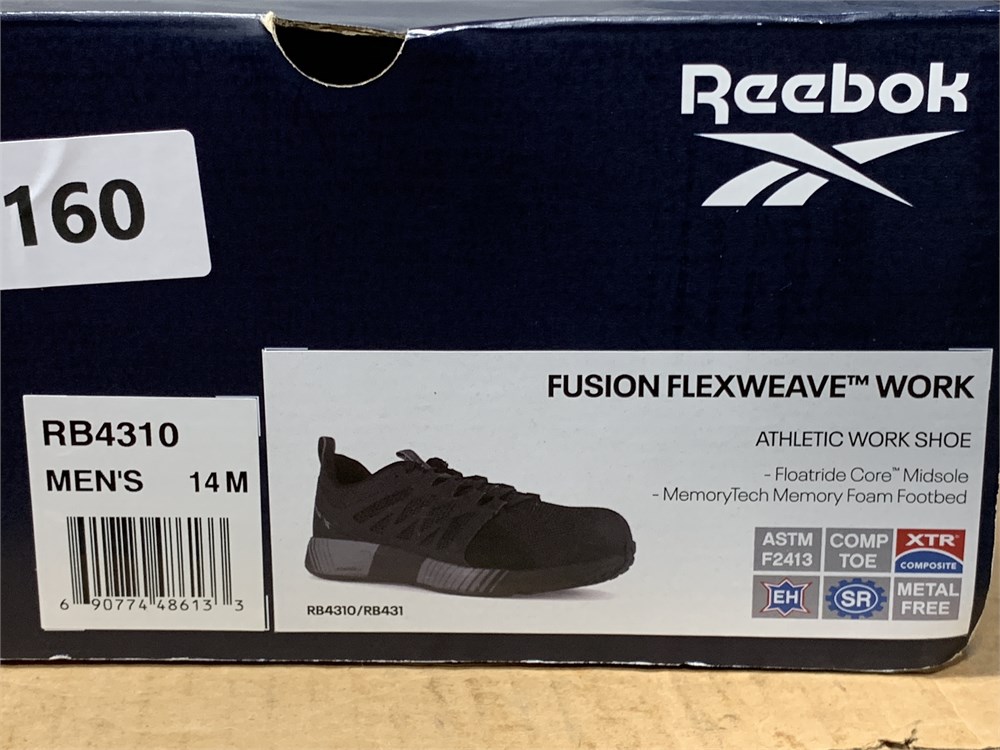 Reebok
160
FUSION FLEXWEAVE™ WORK
ATHLETIC WORK SHOE
- Floatride Core™ Midsole
- MemoryTech Memory Foam Footbed
ASTM F2413
COMP TOE
XTR® COMPOSITE
EH
SR
METAL FREE
RB4310/RB431
RB4310
MEN'S 14 M
6 90774 48613 3